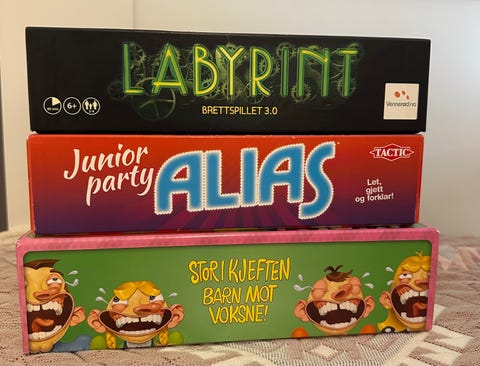 LABYRINT
BRETTSPILLET 3.0
6+
Vennerød.no
Junior
party
ALIAS
TACTIC
Let,
gjett
og forklar!
STOR I KJEFTEN
BARN MOT
VOKSNE!